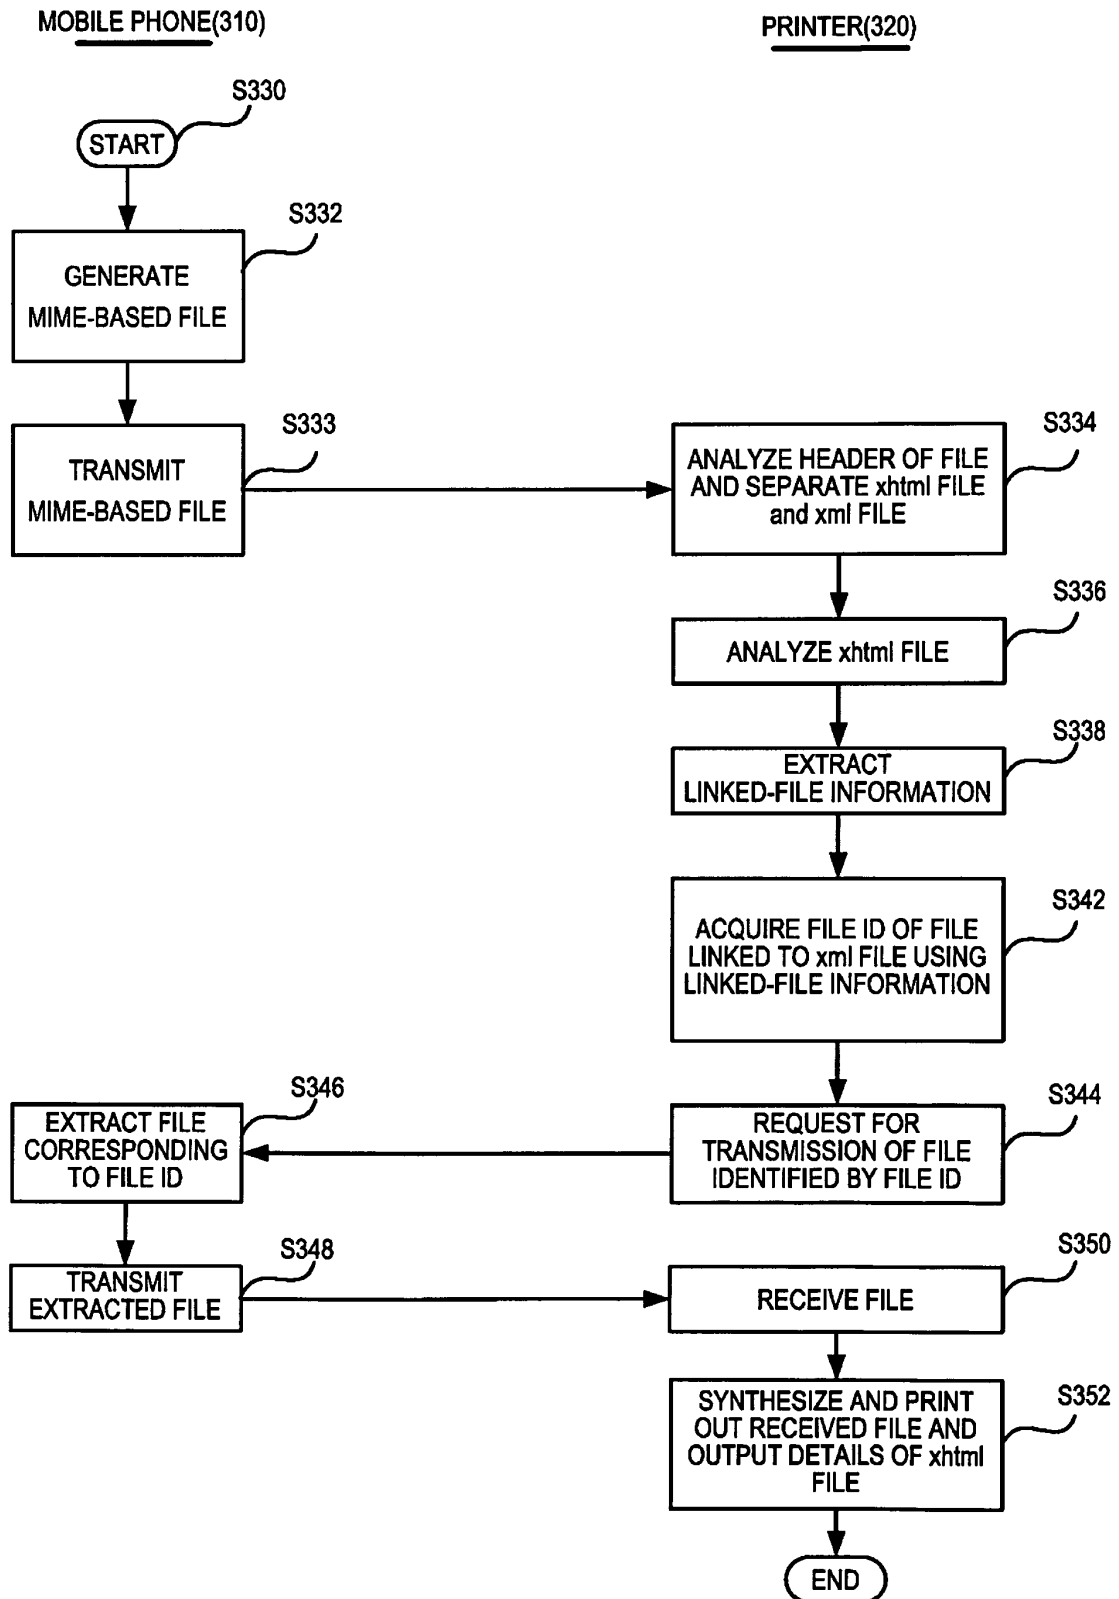 MOBILE PHONE(310)
PRINTER(320)
S330
START
S332
GENERATE
MIME-BASED FILE
S333
TRANSMIT
MIME-BASED FILE
S334
ANALYZE HEADER OF FILE
AND SEPARATE xhtml FILE
and xml FILE
S336
ANALYZE xhtml FILE
S338
EXTRACT
LINKED-FILE INFORMATION
S342
ACQUIRE FILE ID OF FILE
LINKED TO xml FILE USING
LINKED-FILE INFORMATION
S344
REQUEST FOR
TRANSMISSION OF FILE
IDENTIFIED BY FILE ID
S346
EXTRACT FILE
CORRESPONDING
TO FILE ID
S348
TRANSMIT
EXTRACTED FILE
S350
RECEIVE FILE
S352
SYNTHESIZE AND PRINT
OUT RECEIVED FILE AND
OUTPUT DETAILS OF xhtml
FILE
END